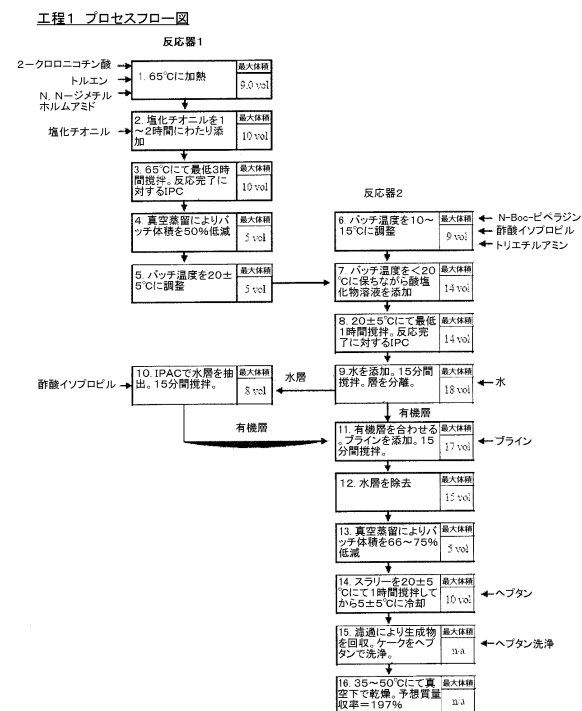 工程1 プロセスフロー図
反応器1
2-クロロニコチン酸
トルエン
N, N-ジメチル
ホルムアミド
1. 65℃に加熱
最大体積
9.0 vol
塩化チオニル
2. 塩化チオニルを1
~2時間にわたり添
加
最大体積
10 vol
3. 65℃にて最低3時
間撹拌。反応完了に
対するIPC
最大体積
10 vol
4. 真空蒸留によりバ
ッチ体積を50%低減
最大体積
5 vol
5. バッチ温度を20±
5℃に調整
最大体積
5 vol
反応器2
6. バッチ温度を10~
15℃に調整
最大体積
9 vol
N-Boc-ピペラジン
酢酸イソプロピル
トリエチルアミン
7. バッチ温度を<20
℃に保ちながら酸塩
化物溶液を添加
最大体積
14 vol
8. 20±5℃にて最低
1時間撹拌。反応完
了に対するIPC
最大体積
14 vol
9.水を添加。15分間
撹拌。層を分離。
最大体積
18 vol
水
水層
酢酸イソプロピル
10. IPACで水層を抽
出。15分間撹拌。
最大体積
8 vol
有機層
有機層
11. 有機層を合わせる
。ブラインを添加。15
分間撹拌。
最大体積
17 vol
ブライン
12. 水層を除去
最大体積
15 vol
13. 真空蒸留によりバ
ッチ体積を66~75%
低減
最大体積
5 vol
14. スラリーを20±5
℃にて1時間撹拌して
から5±5℃に冷却
最大体積
10 vol
ヘプタン
15. 濾過により生成物
を回収。ケークをヘプ
タンで洗浄。
最大体積
n/a
ヘプタン洗浄
16. 35~50℃にて真
空下で乾燥。予想質量
収率=197%
最大体積
n/a